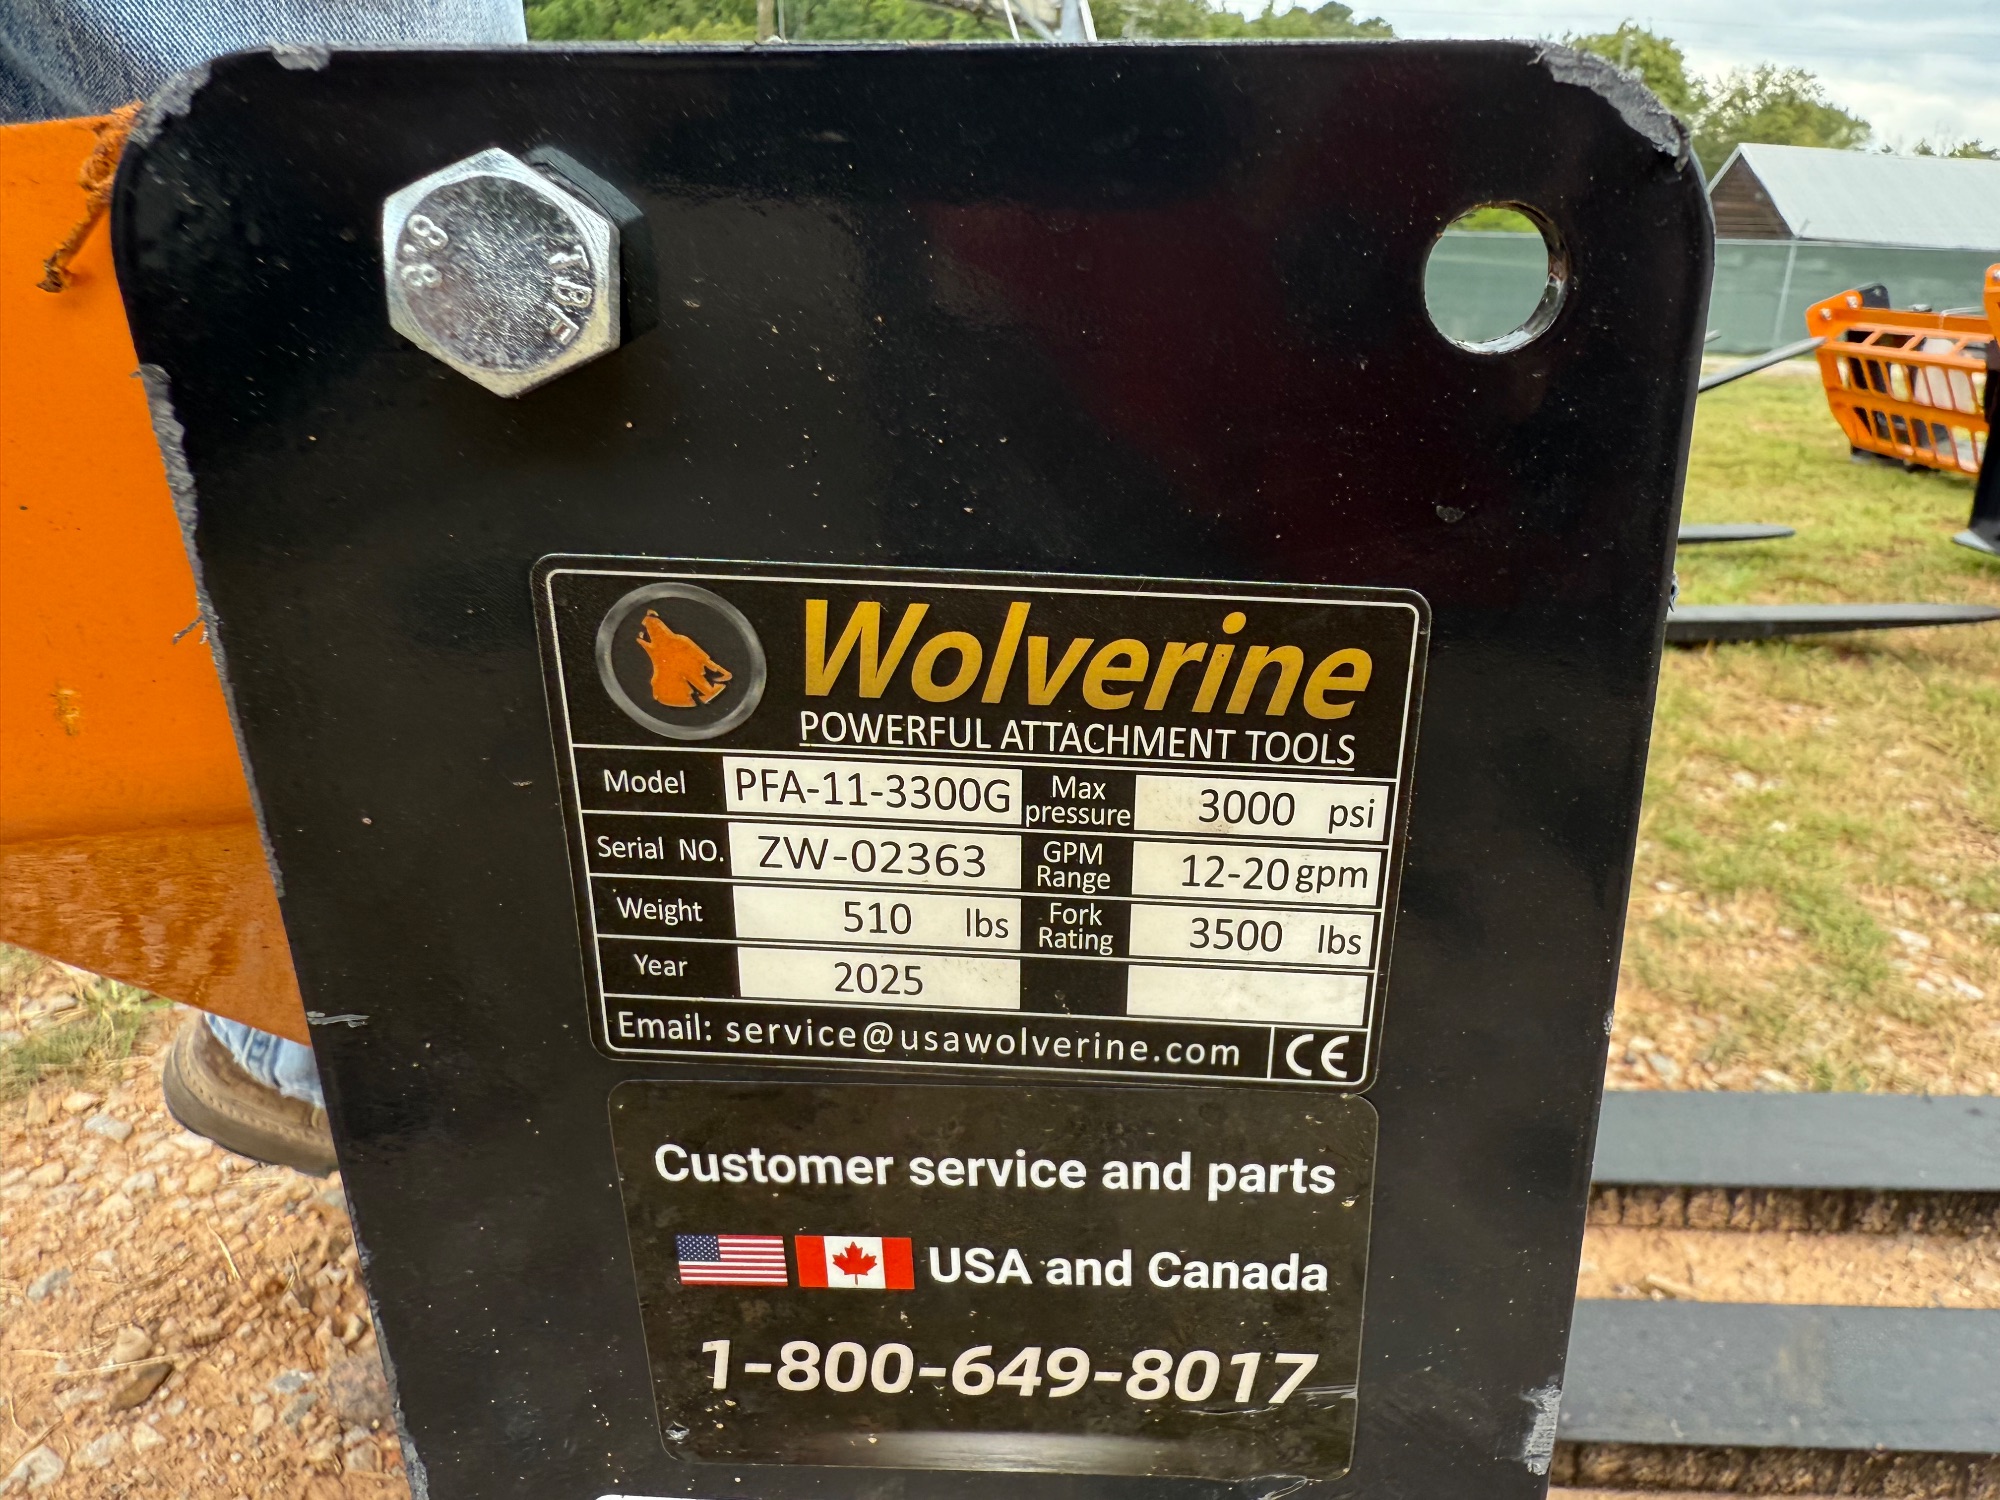 8.8
Wolverine
POWERFUL ATTACHMENT TOOLS
Model PFA-11-3300G Max pressure 3000 psi
Serial NO. ZW-02363 GPM Range 12-20 gpm
Weight 510 lbs Fork Rating 3500 lbs
Year 2025
Email: service@usawolverine.com CE
Customer service and parts
USA and Canada
1-800-649-8017